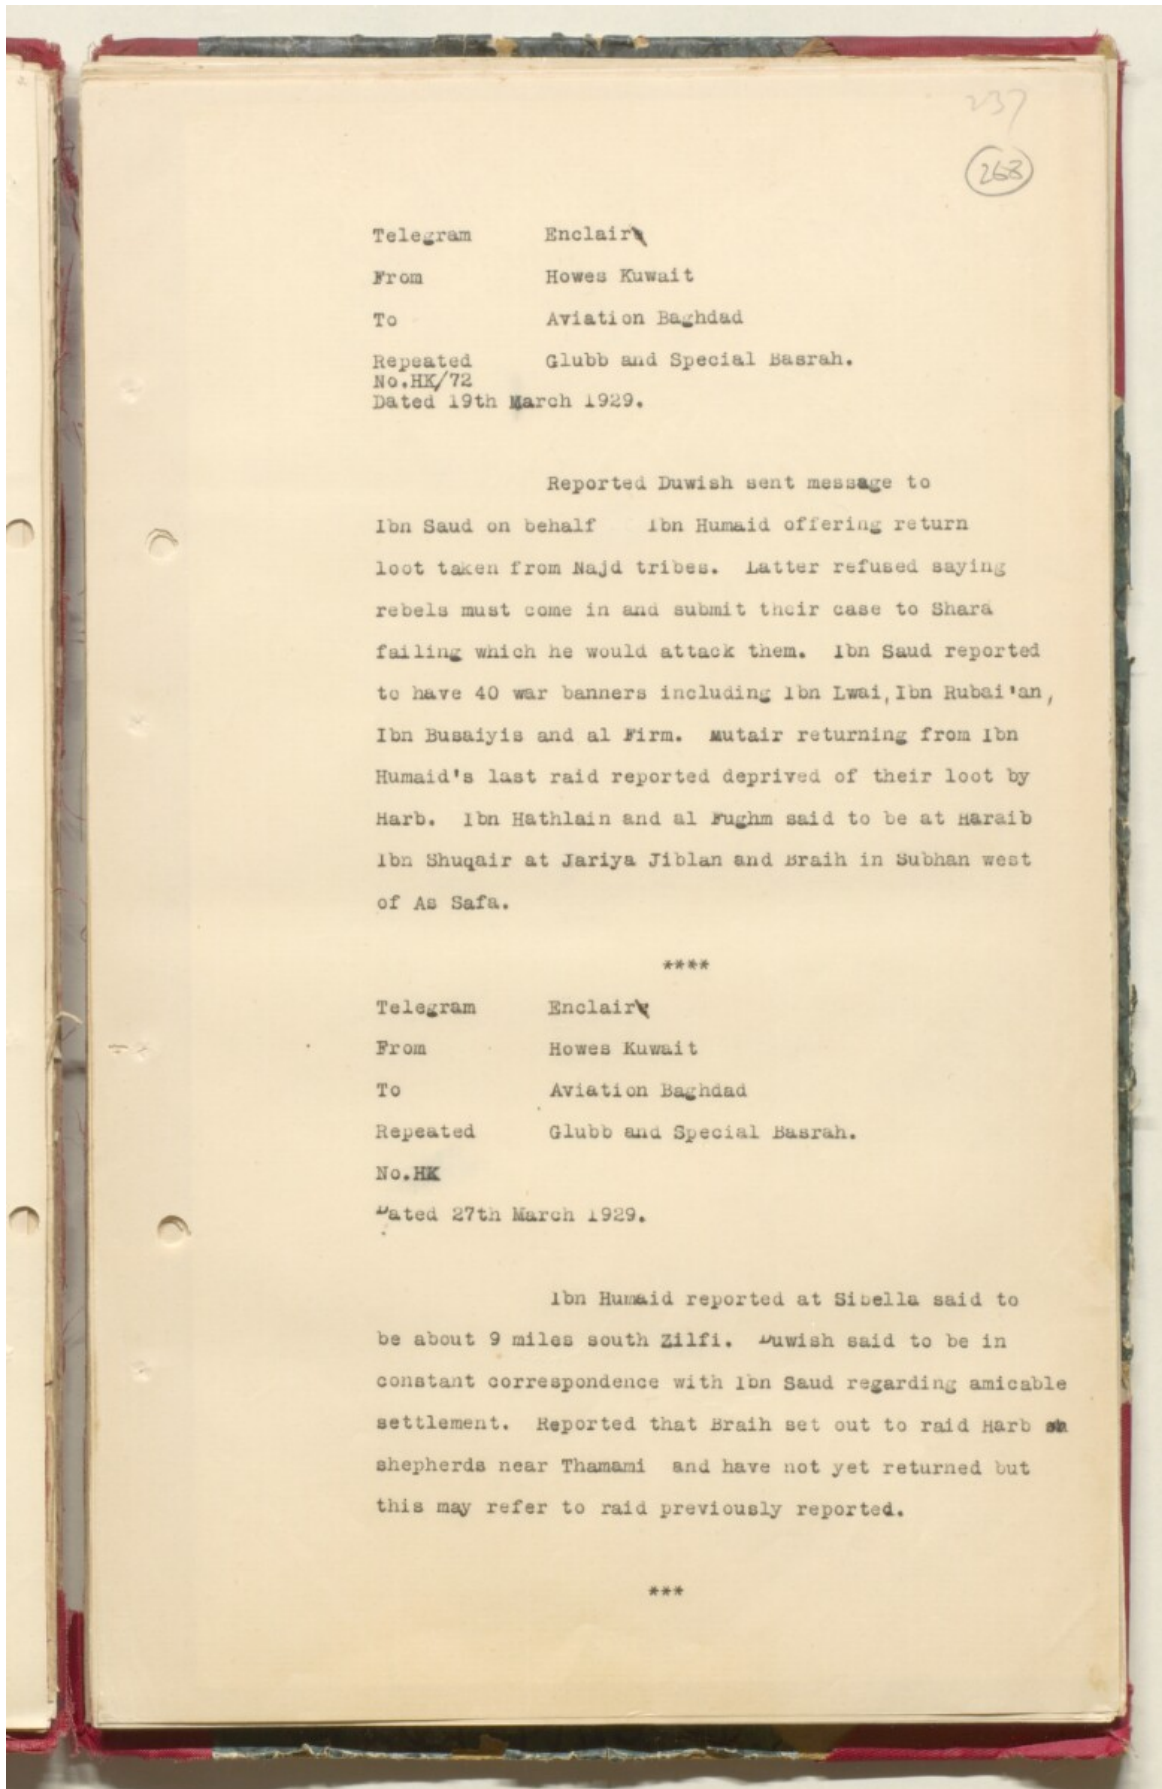 237
268
Telegram Enclair
From Howes Kuwait
To Aviation Baghdad
Repeated Glubb and Special Basrah.
No.HK/72
Dated 19th March 1929.
Reported Duwish sent message to
Ibn Saud on behalf Ibn Humaid offering return
loot taken from Najd tribes. Latter refused saying
rebels must come in and submit their case to Shara
failing which he would attack them. Ibn Saud reported
to have 40 war banners including Ibn Lwai, Ibn Rubai'an,
Ibn Busaiyis and al Firm. Mutair returning from Ibn
Humaid's last raid reported deprived of their loot by
Harb. Ibn Hathlain and al Fughm said to be at Haraib
Ibn Shuqair at Jariya Jiblan and Braih in Subhan west
of As Safa.
****
Telegram Enclair
From Howes Kuwait
To Aviation Baghdad
Repeated Glubb and Special Basrah.
No.HK
Dated 27th March 1929.
Ibn Humaid reported at Sibella said to
be about 9 miles south Zilfi. Duwish said to be in
constant correspondence with Ibn Saud regarding amicable
settlement. Reported that Braih set out to raid Harb
shepherds near Thamami and have not yet returned but
this may refer to raid previously reported.
***